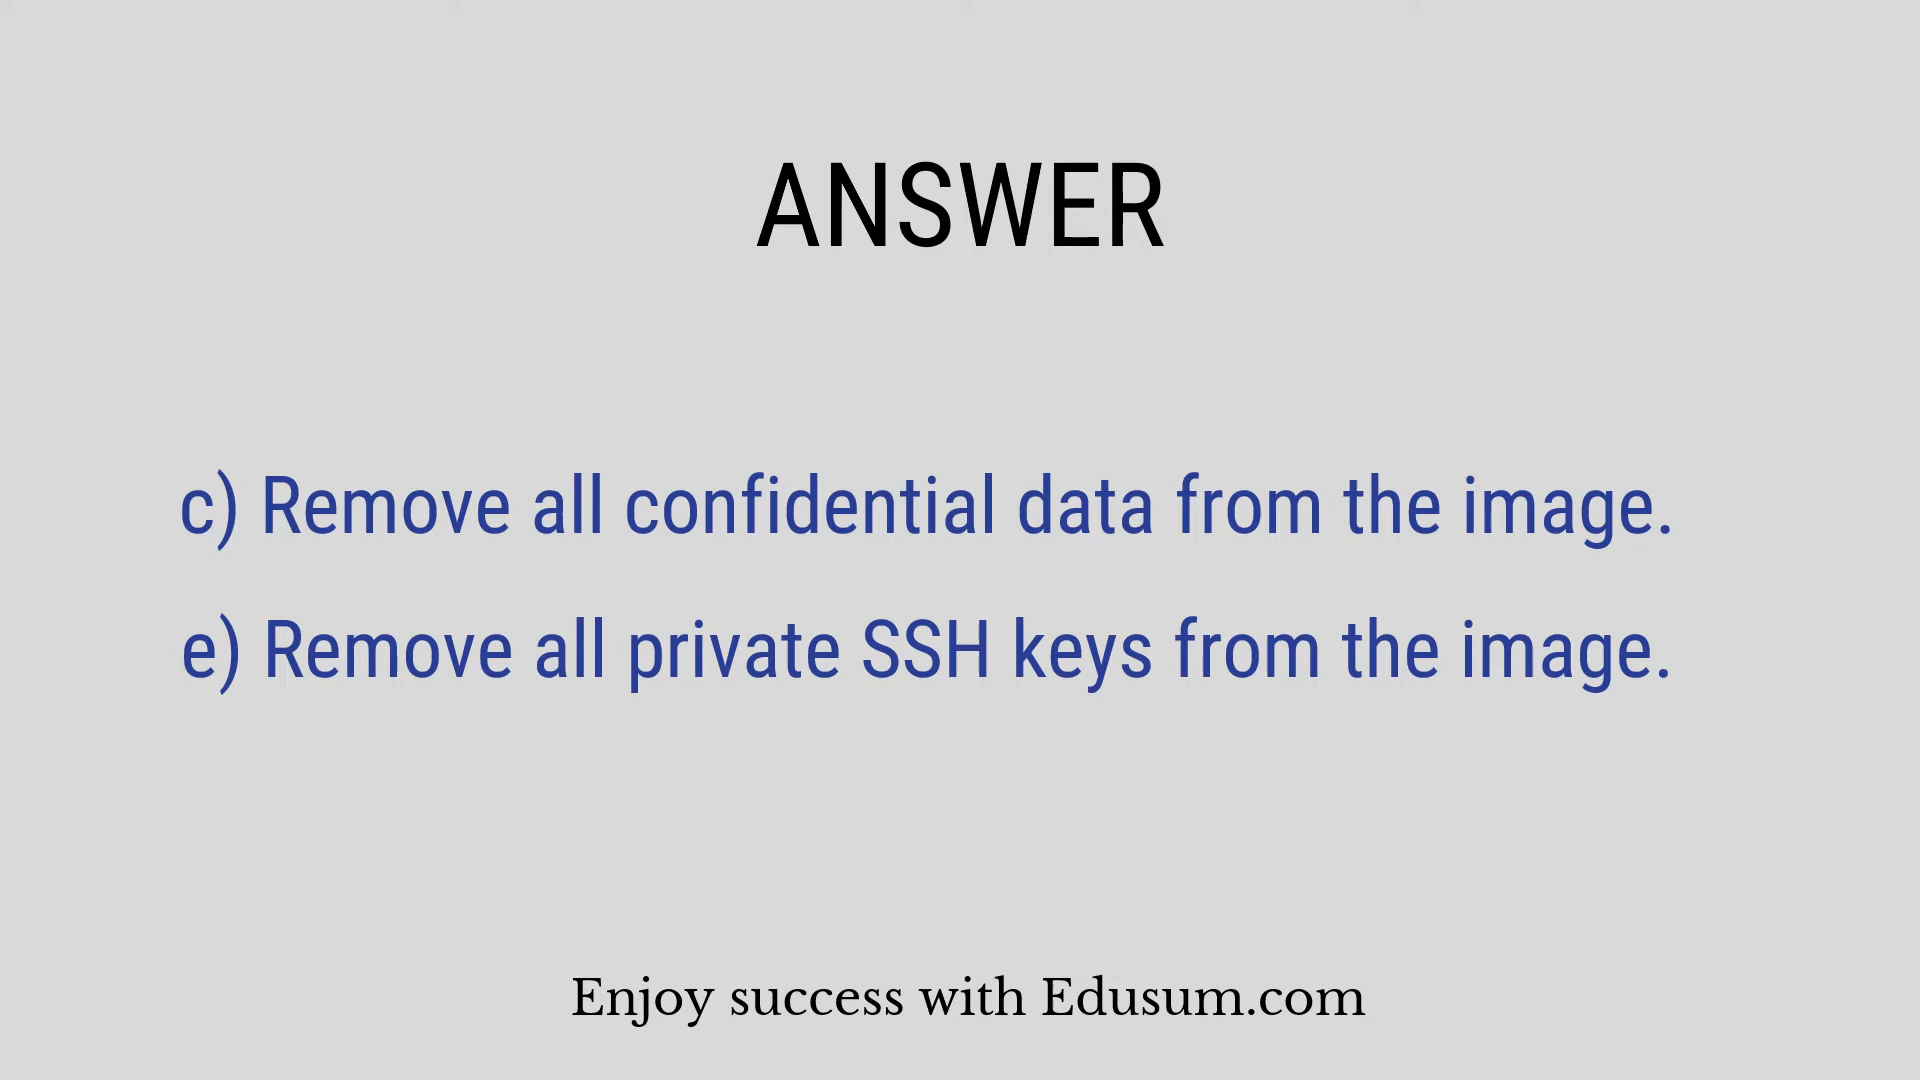 ANSWER
c) Remove all confidential data from the image.
e) Remove all private SSH keys from the image.
Enjoy success with Edusum.com